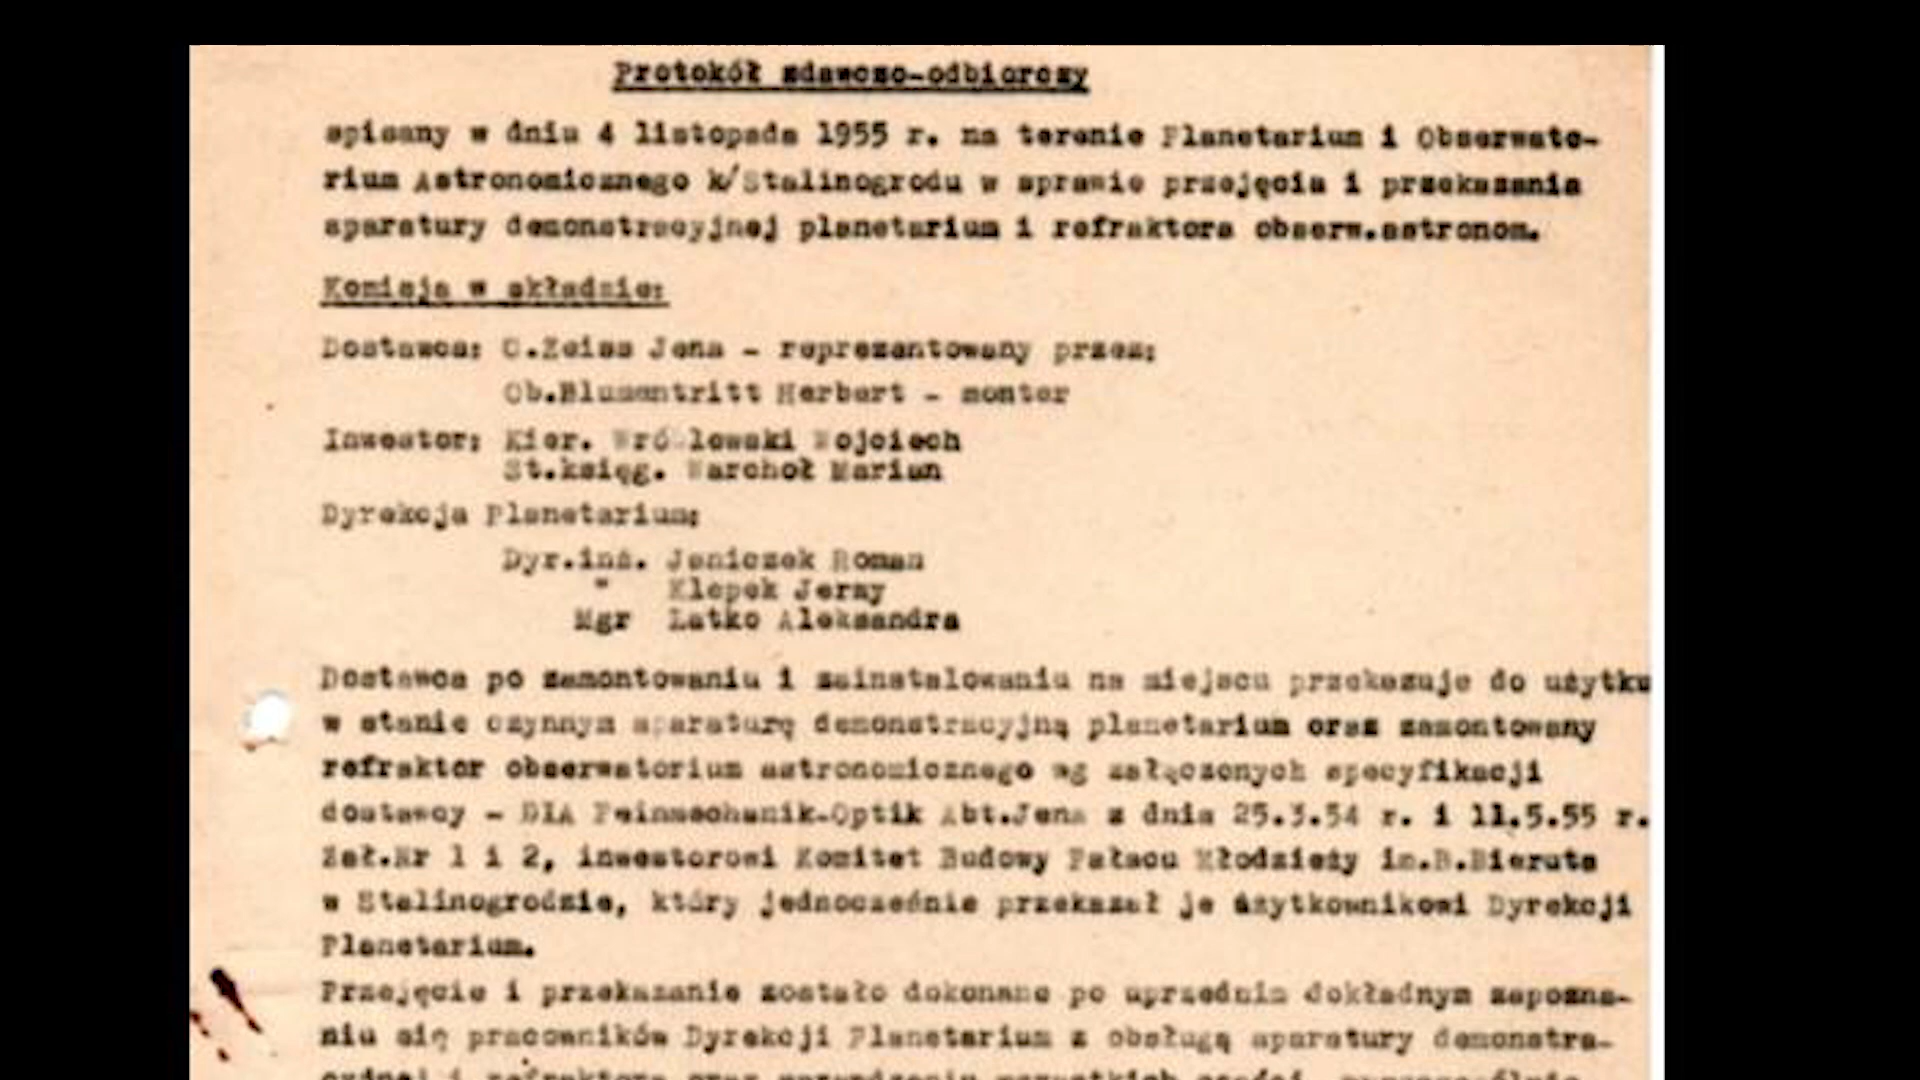 Protokół zdawczo-odbiorczy
spisany w dniu 4 listopada 1955 r. na terenie Planetarium i Obserwato-
rium Astronomicznego k/Stalinogrodu w sprawie przejęcia i przekazania
aparatury demonstracyjnej planetarium i refraktora obserw.astronom.
Komisja w składzie:
Dostawca: C.Zeiss Jena - reprezentowany przez:
Ob.Blumentritt Herbert - monter
Inwestor: Kier. Wróblewski Wojciech
St.księg. Warchoł Marian
Dyrekcja Planetarium:
Dyr.inż. Janiczek Roman
" Klepek Jerzy
Mgr Łatko Aleksandra
Dostawca po zamontowaniu i zainstalowaniu na miejscu przekazuje do użytku
w stanie czynnym aparaturę demonstracyjną planetarium oraz zamontowany
refraktor obserwatorium astronomicznego wg załączonych specyfikacji
dostawcy - DIA Feinmechanik-Optik Abt.Jena z dnia 25.3.54 r. i 11.5.55 r.
Zał.Nr 1 i 2, inwestorowi Komitet Budowy Pałacu Młodzieży im.B.Bieruta
w Stalinogrodzie, który jednocześnie przekazał je użytkownikowi Dyrekcji
Planetarium.
Przejęcie i przekazanie zostało dokonane po uprzednim dokładnym zapozna-
niu się pracowników Dyrekcji Planetarium z obsługą aparatury demonstra-